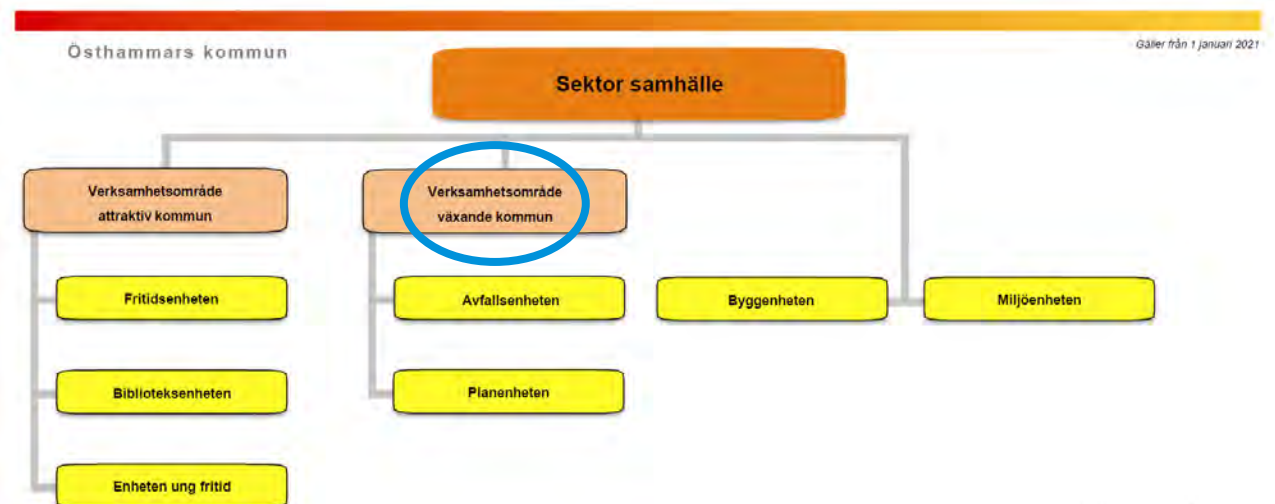 Östhammars kommun
Gäller från 1 januari 2021
Sektor samhälle
Verksamhetsområde
attraktiv kommun
Verksamhetsområde
växande kommun
Fritidsenheten
Avfallsenheten
Byggenheten
Miljöenheten
Biblioteksenheten
Planenheten
Enheten ung fritid